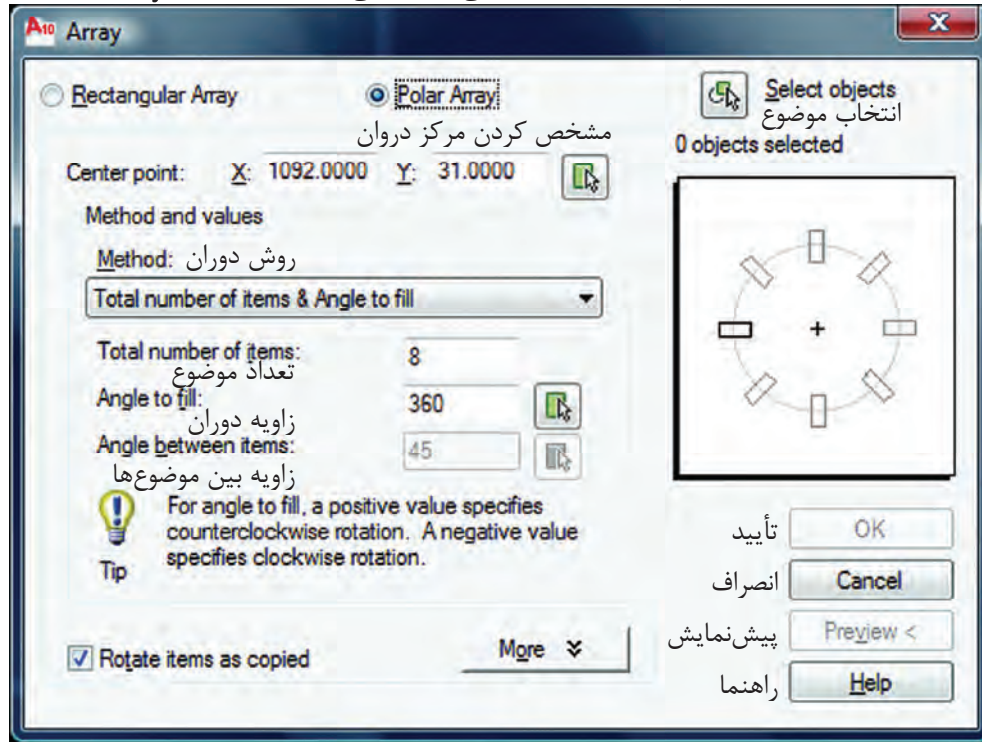 A10 Array
Rectangular Array
Polar Array
Select objects
انتخاب موضوع
0 objects selected
مشخص کردن مرکز دروان
Center point: X: 1092.0000 Y: 31.0000
Method and values
Method: روش دوران
Total number of items & Angle to fill
Total number of items: 8
تعداد موضوع
Angle to fill: 360
زاویه دوران
Angle between items: 45
زاویه بین موضوع‌ها
For angle to fill, a positive value specifies
counterclockwise rotation. A negative value
specifies clockwise rotation.
Tip
Rotate items as copied
More
تأیید OK
انصراف Cancel
پیش‌نمایش Preview <
راهنما Help